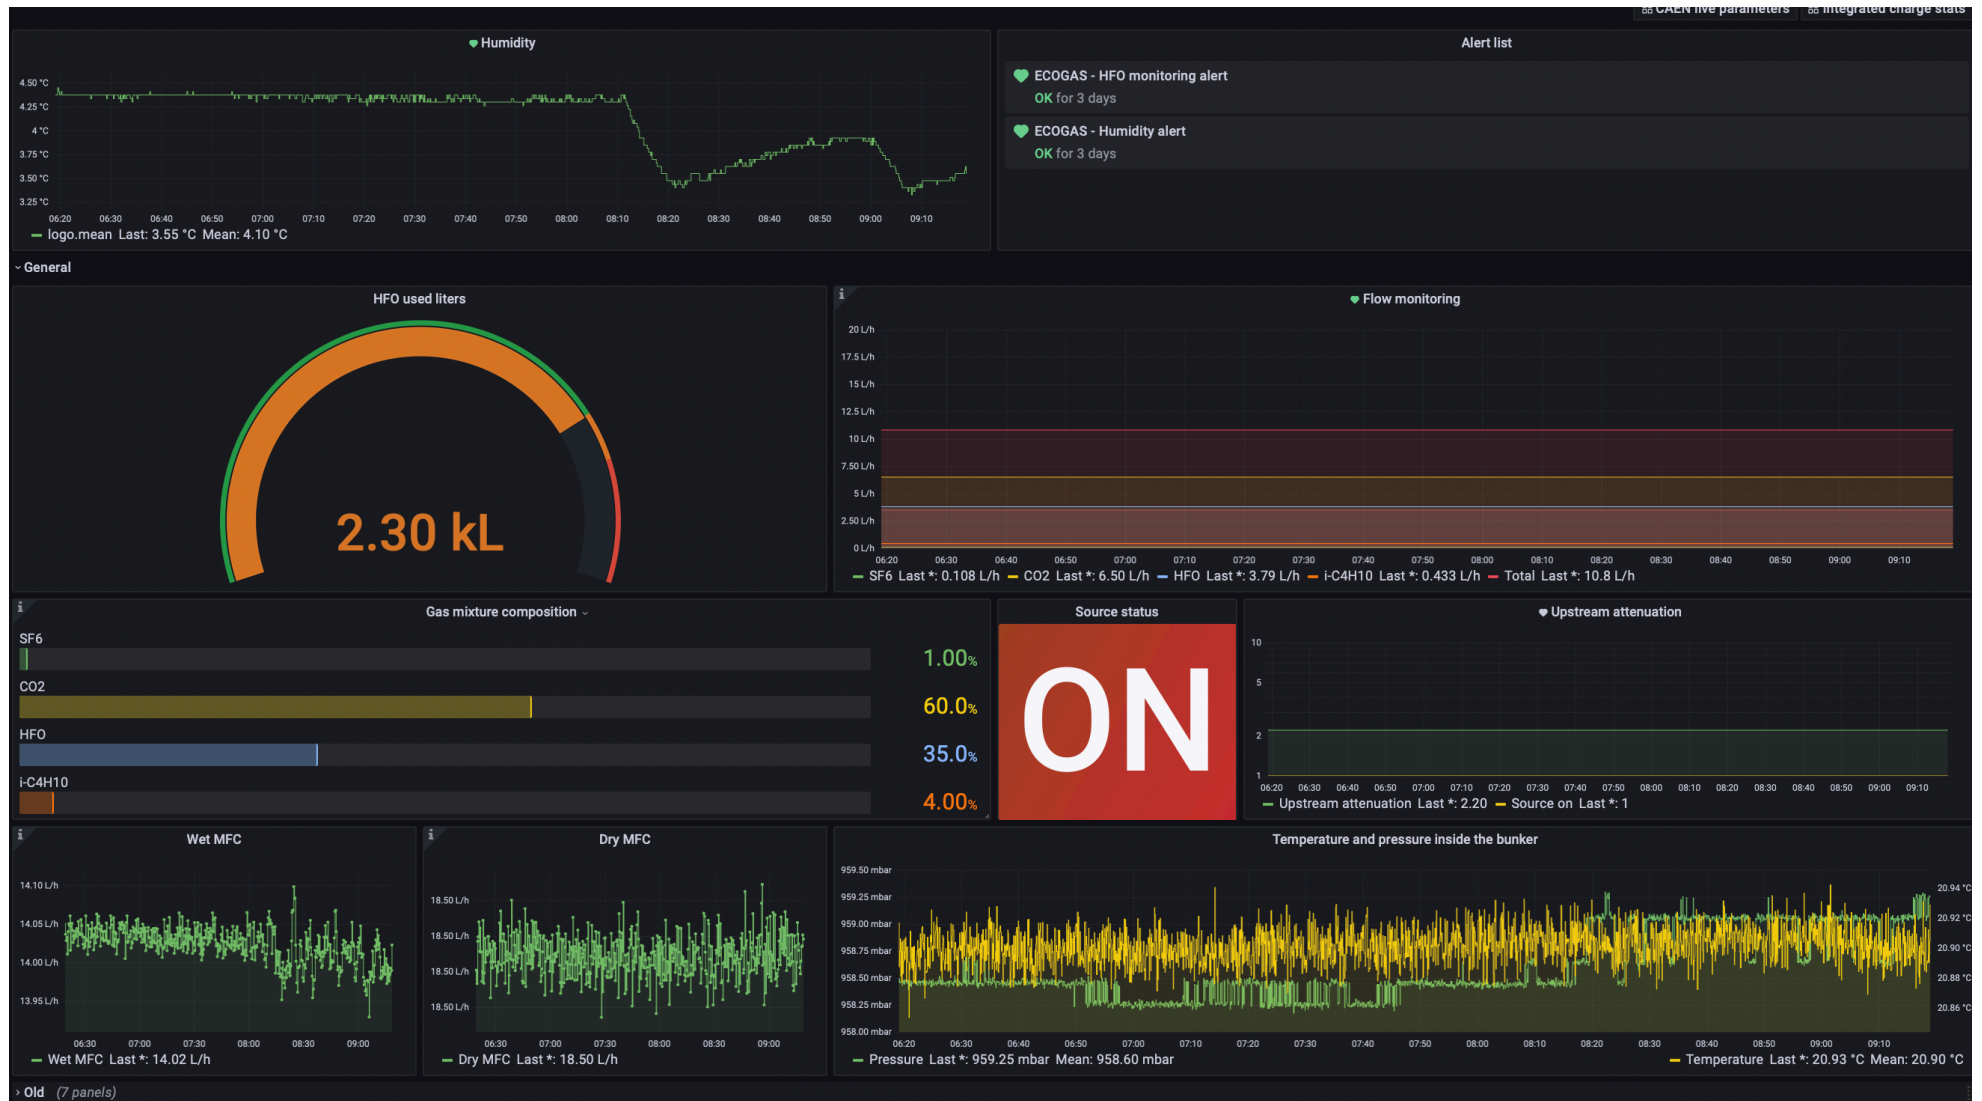 CAEN live parameters
Integrated charge stats
Humidity
4.50 °C
4.25 °C
4 °C
3.75 °C
3.50 °C
3.25 °C
06:20 06:30 06:40 06:50 07:00 07:10 07:20 07:30 07:40 07:50 08:00 08:10 08:20 08:30 08:40 08:50 09:00 09:10
logo.mean Last: 3.55 °C Mean: 4.10 °C
Alert list
ECOGAS - HFO monitoring alert
OK for 3 days
ECOGAS - Humidity alert
OK for 3 days
General
HFO used liters
2.30 kL
i
Flow monitoring
20 L/h
17.5 L/h
15 L/h
12.5 L/h
10 L/h
7.50 L/h
5 L/h
2.50 L/h
0 L/h
06:20 06:30 06:40 06:50 07:00 07:10 07:20 07:30 07:40 07:50 08:00 08:10 08:20 08:30 08:40 08:50 09:00 09:10
SF6 Last *: 0.108 L/h CO2 Last *: 6.50 L/h HFO Last *: 3.79 L/h i-C4H10 Last *: 0.433 L/h Total Last *: 10.8 L/h
i
Gas mixture composition
SF6
1.00%
CO2
60.0%
HFO
35.0%
i-C4H10
4.00%
Source status
ON
Upstream attenuation
10
5
2
1
06:20 06:30 06:40 06:50 07:00 07:10 07:20 07:30 07:40 07:50 08:00 08:10 08:20 08:30 08:40 08:50 09:00 09:10
Upstream attenuation Last *: 2.20 Source on Last *: 1
i
Wet MFC
14.10 L/h
14.05 L/h
14.00 L/h
13.95 L/h
06:30 07:00 07:30 08:00 08:30 09:00
Wet MFC Last *: 14.02 L/h
i
Dry MFC
18.50 L/h
18.50 L/h
18.50 L/h
18.50 L/h
06:30 07:00 07:30 08:00 08:30 09:00
Dry MFC Last *: 18.50 L/h
Temperature and pressure inside the bunker
959.50 mbar
959.25 mbar
959.00 mbar
958.75 mbar
958.50 mbar
958.25 mbar
958.00 mbar
20.94 °C
20.92 °C
20.90 °C
20.88 °C
20.86 °C
06:20 06:30 06:40 06:50 07:00 07:10 07:20 07:30 07:40 07:50 08:00 08:10 08:20 08:30 08:40 08:50 09:00 09:10
Pressure Last *: 959.25 mbar Mean: 958.60 mbar
Temperature Last *: 20.93 °C Mean: 20.90 °C
Old (7 panels)